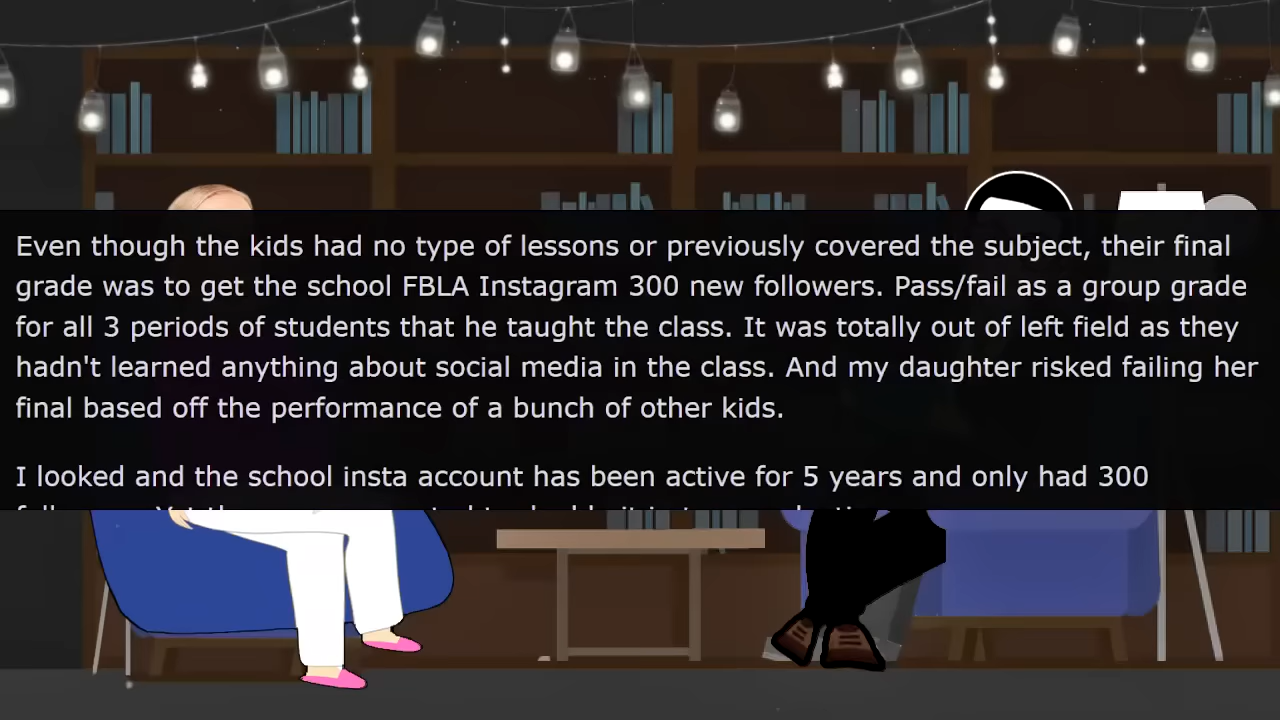 Even though the kids had no type of lessons or previously covered the subject, their final
grade was to get the school FBLA Instagram 300 new followers. Pass/fail as a group grade
for all 3 periods of students that he taught the class. It was totally out of left field as they
hadn't learned anything about social media in the class. And my daughter risked failing her
final based off the performance of a bunch of other kids.
I looked and the school insta account has been active for 5 years and only had 300